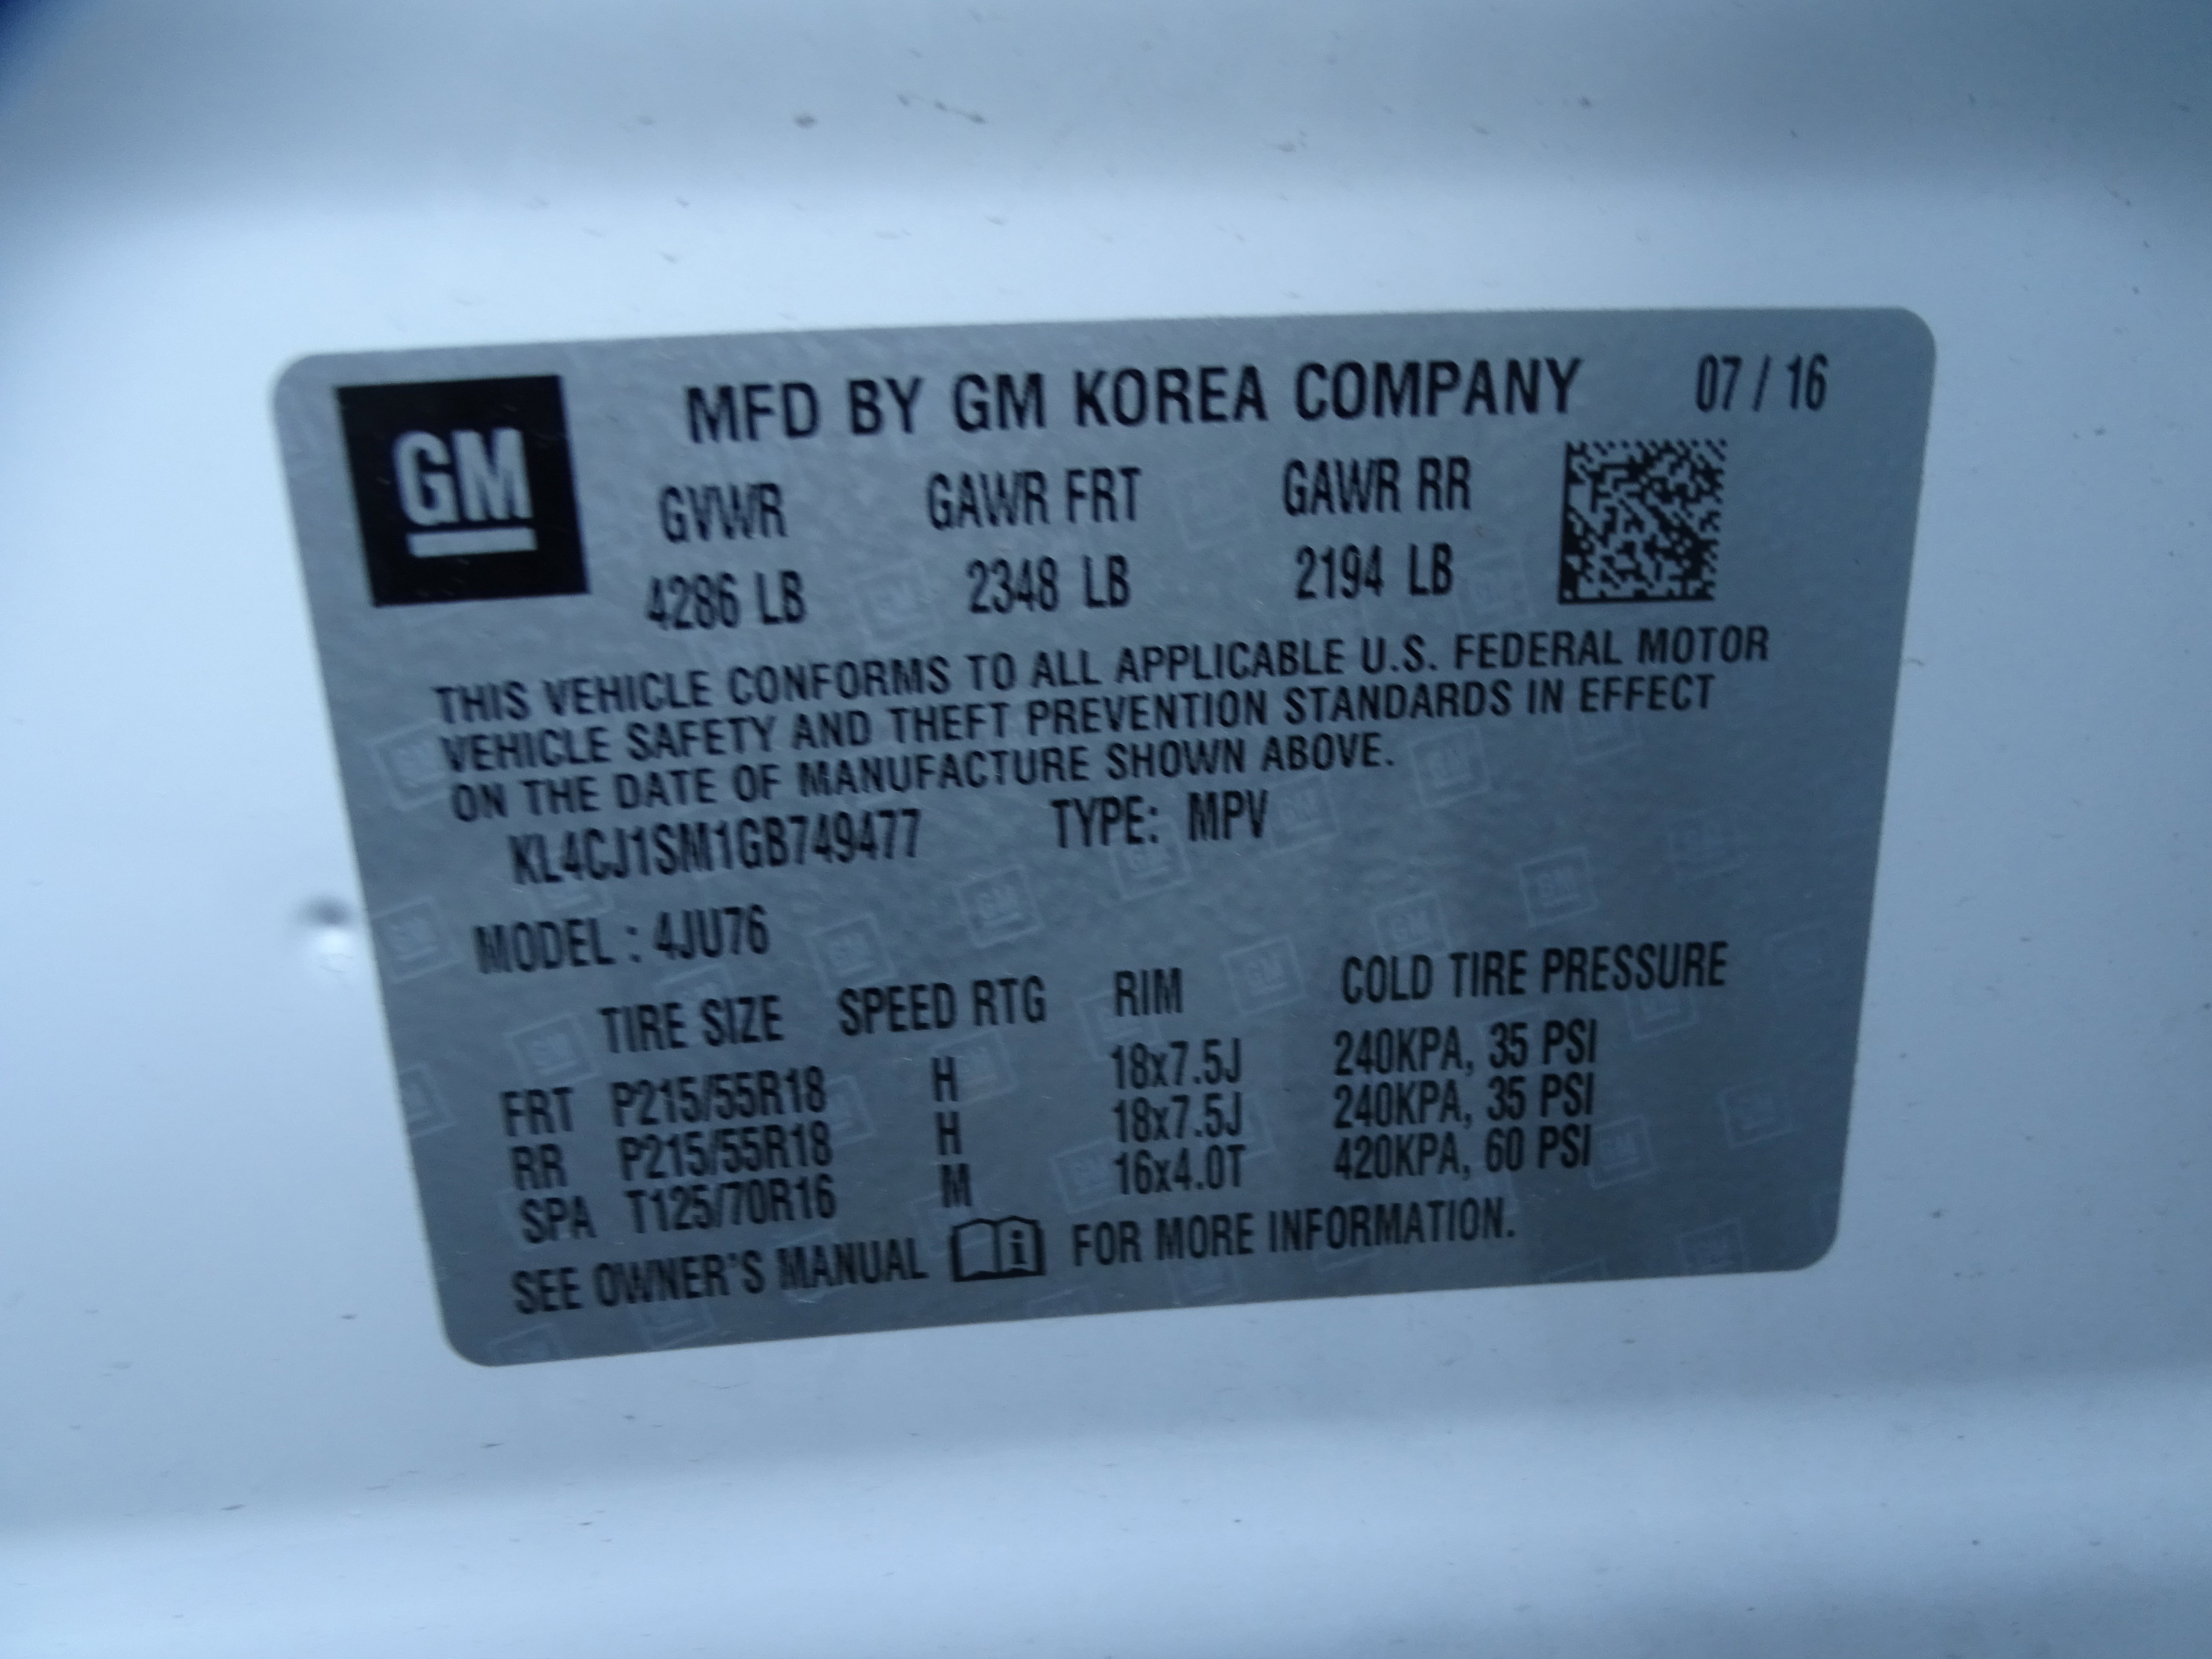 GM
MFD BY GM KOREA COMPANY 07 / 16
GVWR GAWR FRT GAWR RR
4286 LB 2348 LB 2194 LB
THIS VEHICLE CONFORMS TO ALL APPLICABLE U.S. FEDERAL MOTOR
VEHICLE SAFETY AND THEFT PREVENTION STANDARDS IN EFFECT
ON THE DATE OF MANUFACTURE SHOWN ABOVE.
KL4CJ1SM1GB749477 TYPE: MPV
MODEL : 4JU76
TIRE SIZE SPEED RTG RIM COLD TIRE PRESSURE
FRT P215/55R18 H 18x7.5J 240KPA, 35 PSI
RR P215/55R18 H 18x7.5J 240KPA, 35 PSI
SPA T125/70R16 M 16x4.0T 420KPA, 60 PSI
SEE OWNER'S MANUAL i FOR MORE INFORMATION.